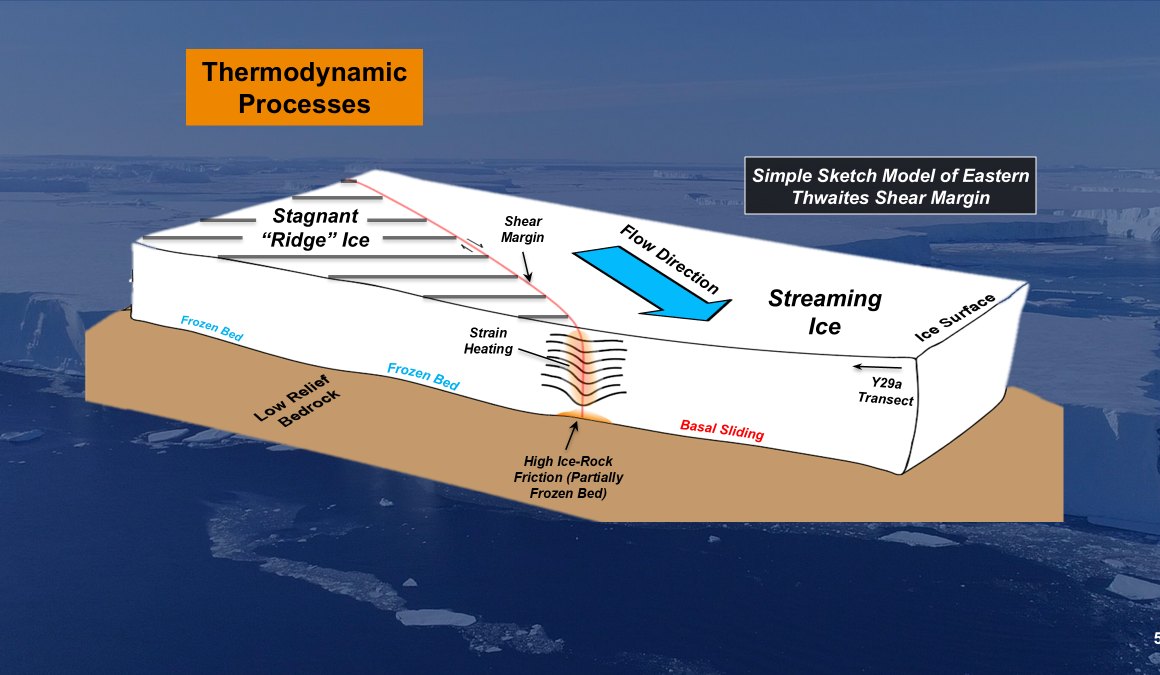 Thermodynamic
Processes
Simple Sketch Model of Eastern
Thwaites Shear Margin
Stagnant
“Ridge” Ice
Shear
Margin
Flow Direction
Streaming
Ice
Ice Surface
Strain
Heating
Y29a
Transect
Frozen Bed
Frozen Bed
Low Relief
Bedrock
Basal Sliding
High Ice-Rock
Friction (Partially
Frozen Bed)
5